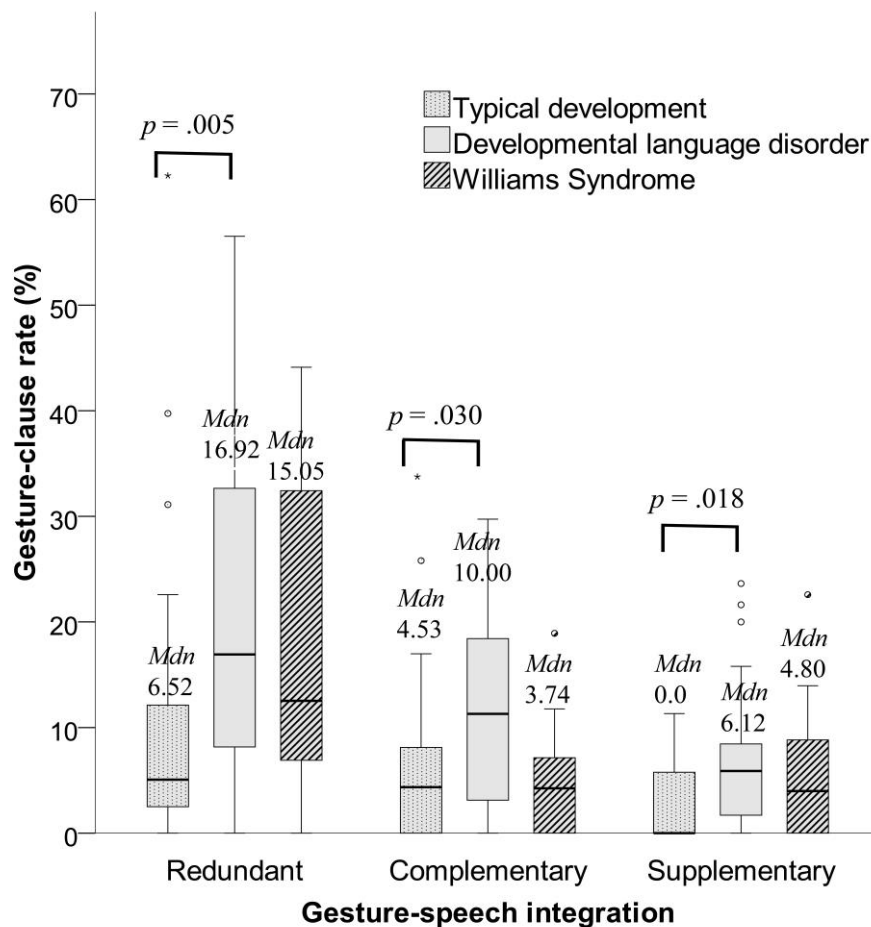 Gesture-clause rate (%)
70
60
50
40
30
20
10
0
Typical development
Developmental language disorder
Williams Syndrome
p = .005
*
Mdn
16.92
Mdn
15.05
Mdn
6.52
p = .030
*
Mdn
4.53
Mdn
10.00
Mdn
3.74
p = .018
Mdn
0.0
Mdn
6.12
Mdn
4.80
Redundant Complementary Supplementary
Gesture-speech integration